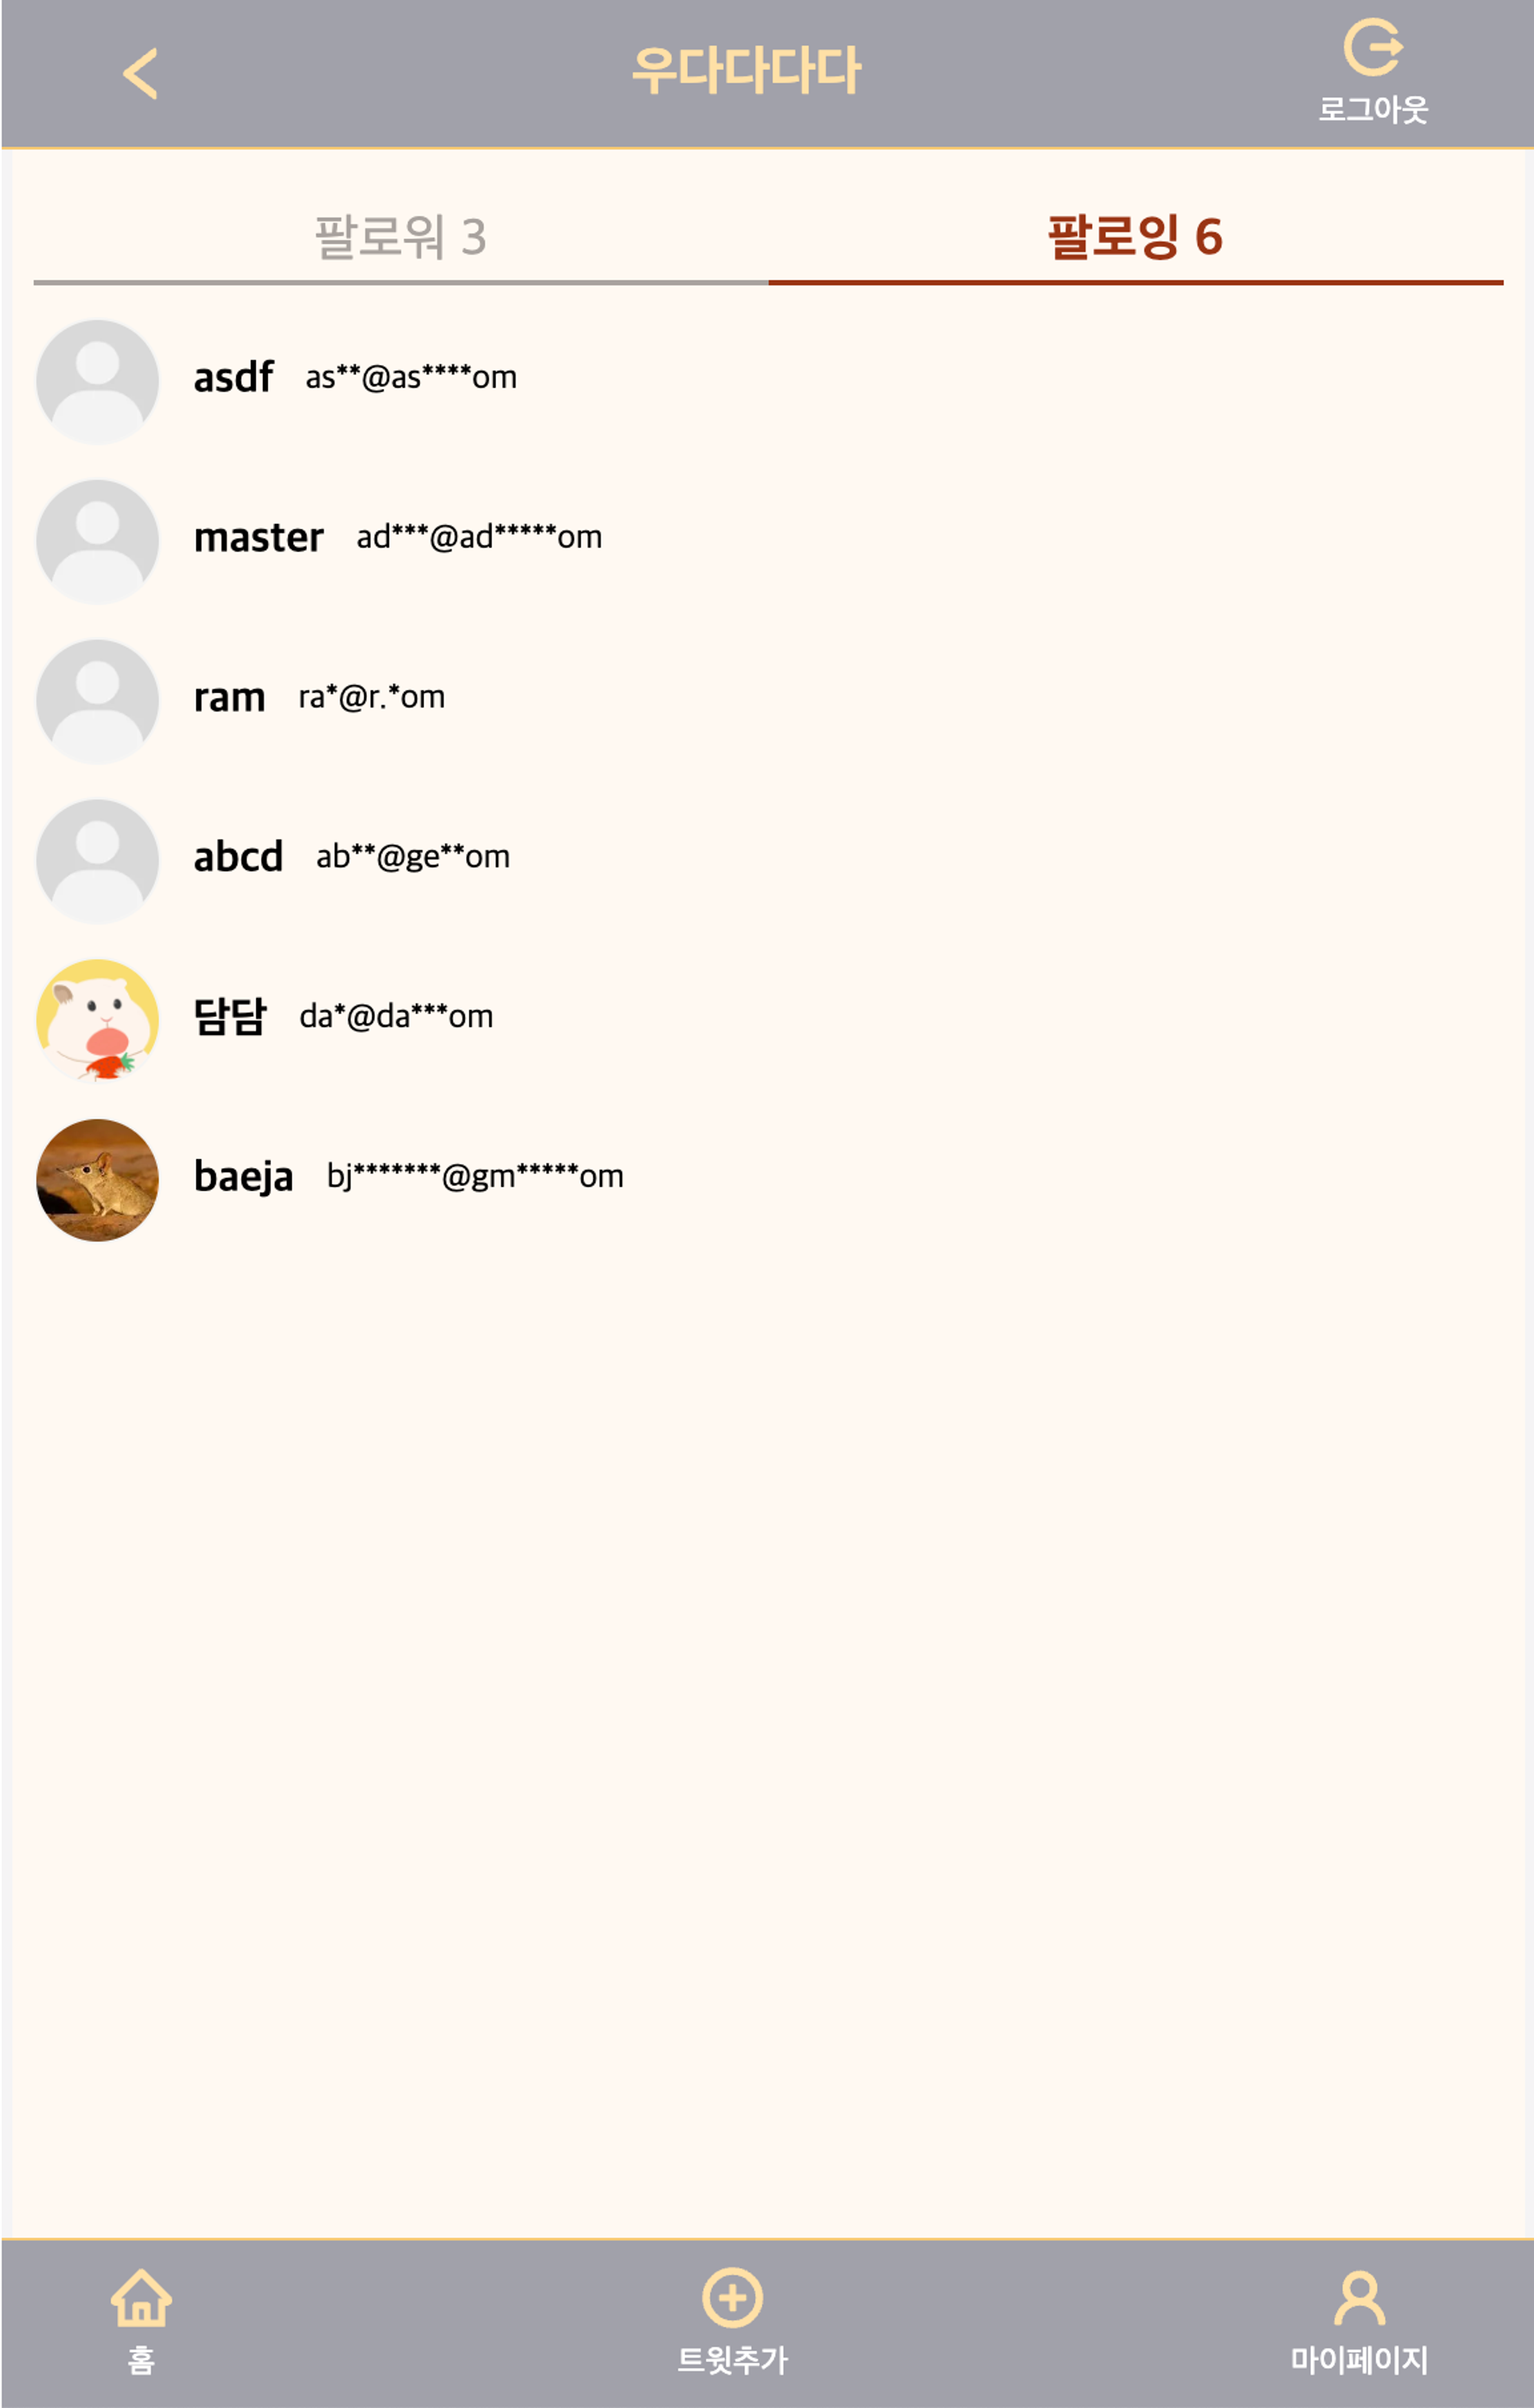 우다다다다
로그아웃
팔로워 3
팔로잉 6
asdf as**@as****om
master ad***@ad*****om
ram ra*@r.*om
abcd ab**@ge**om
담담 da*@da***om
baeja bj*******@gm*****om
홈
트윗추가
마이페이지